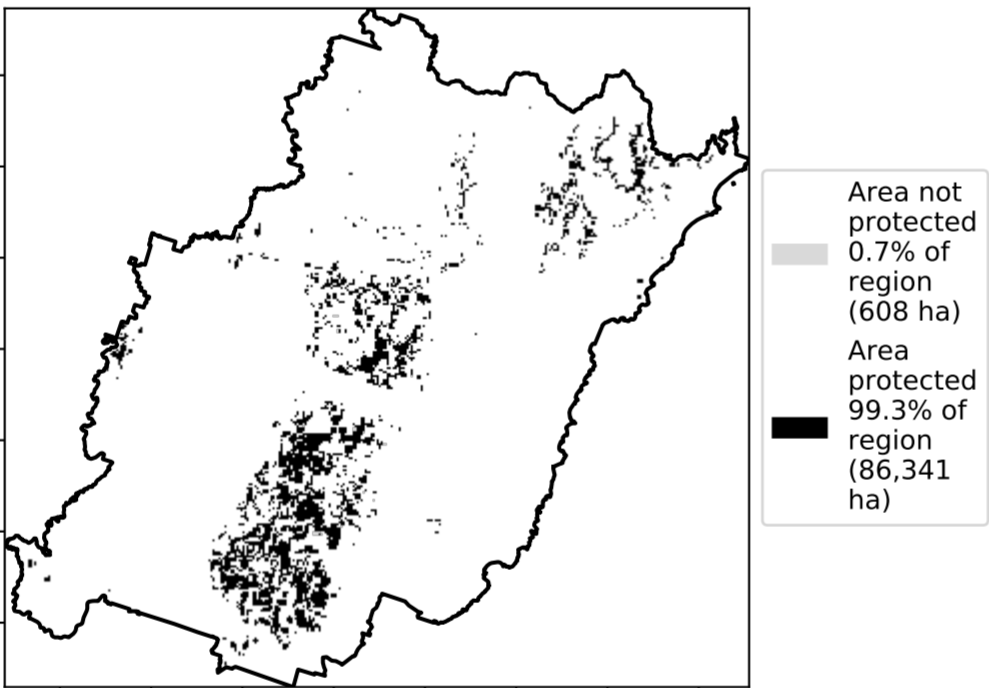 Area not
protected
0.7% of
region
(608 ha)
Area
protected
99.3% of
region
(86,341
ha)